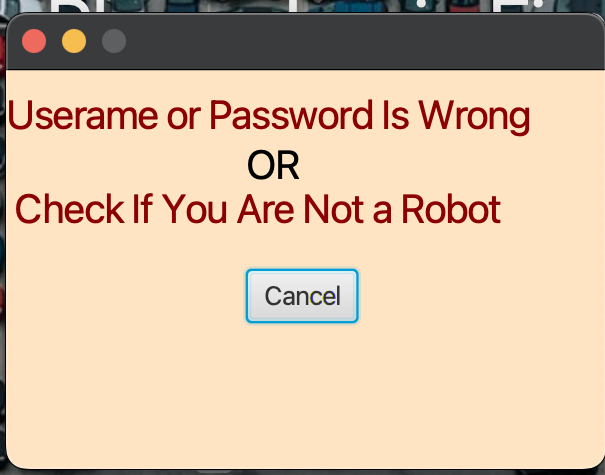 Userame or Password Is Wrong
OR
Check If You Are Not a Robot
Cancel